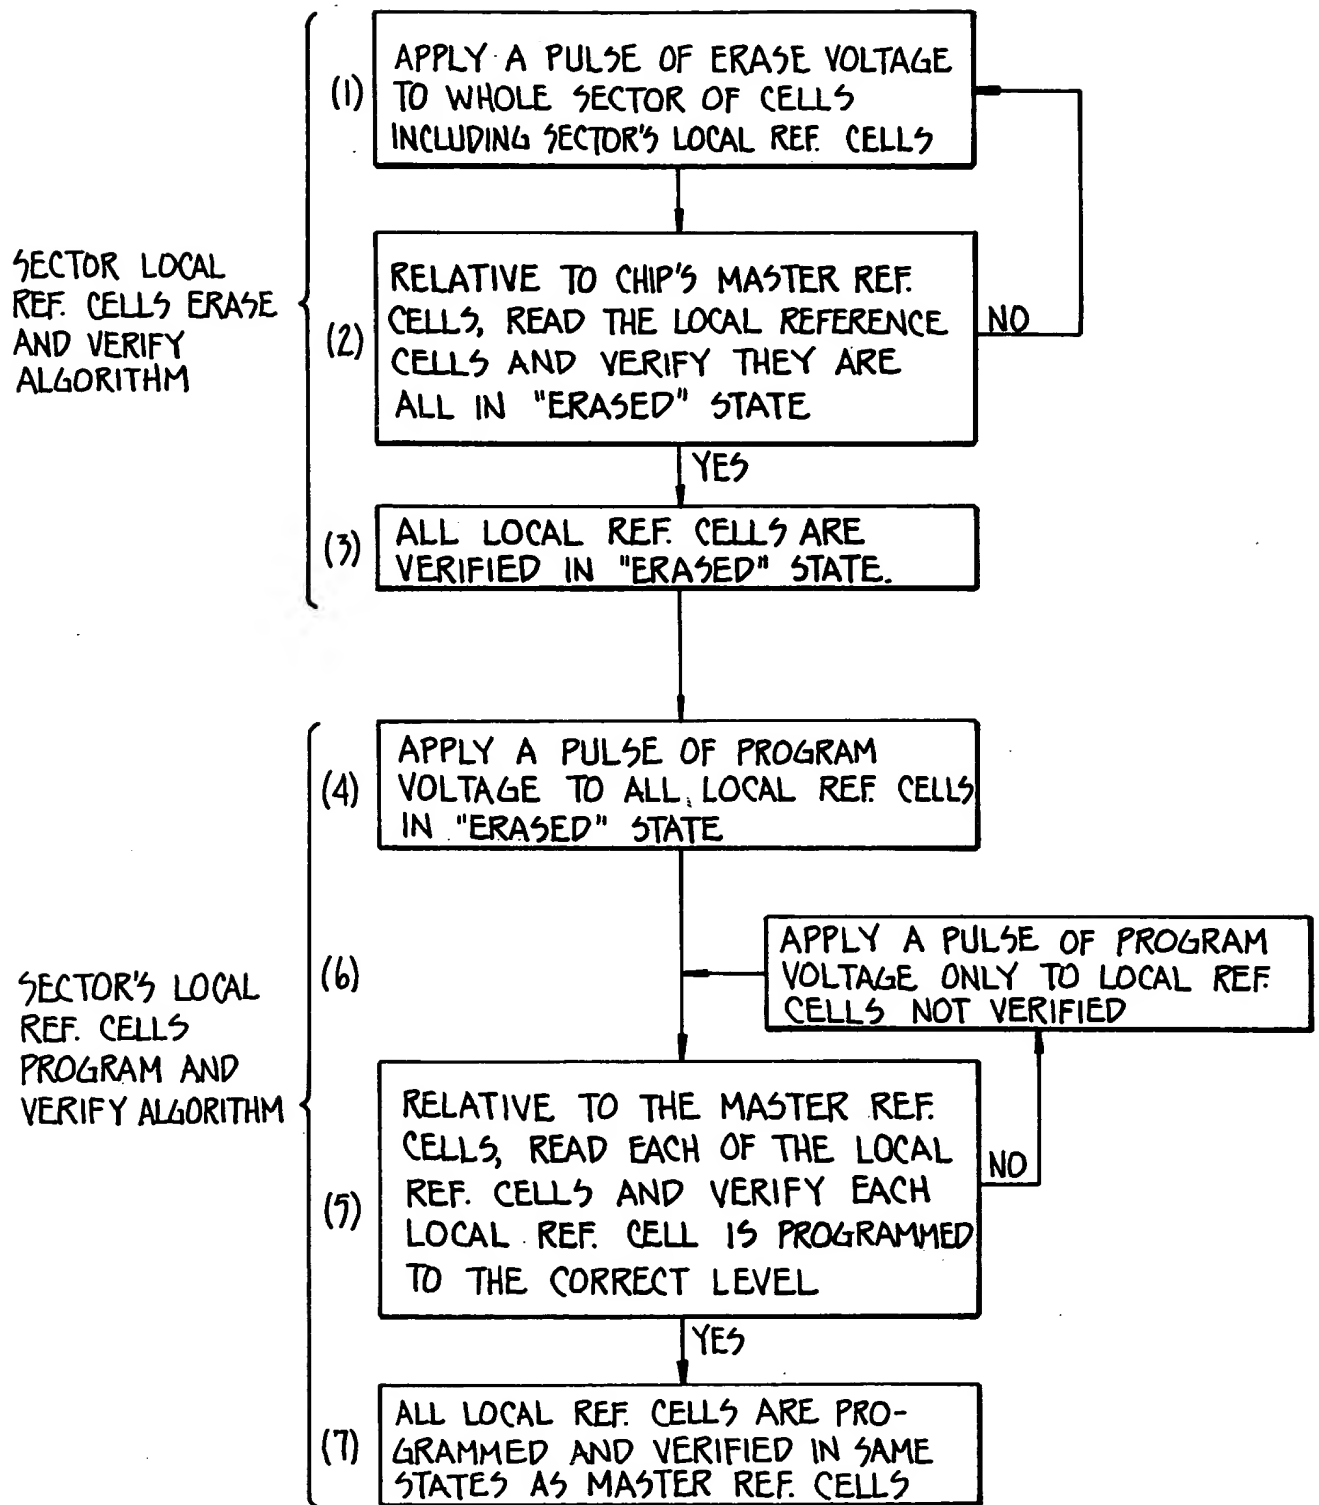 (1)
APPLY A PULSE OF ERASE VOLTAGE
TO WHOLE SECTOR OF CELLS
INCLUDING SECTOR'S LOCAL REF. CELLS
SECTOR LOCAL
REF. CELLS ERASE
AND VERIFY
ALGORITHM
(2)
RELATIVE TO CHIP'S MASTER REF.
CELLS, READ THE LOCAL REFERENCE
CELLS AND VERIFY THEY ARE
ALL IN "ERASED" STATE
NO
YES
(3)
ALL LOCAL REF. CELLS ARE
VERIFIED IN "ERASED" STATE.
(4)
APPLY A PULSE OF PROGRAM
VOLTAGE TO ALL LOCAL REF. CELLS
IN "ERASED" STATE
(6)
APPLY A PULSE OF PROGRAM
VOLTAGE ONLY TO LOCAL REF.
CELLS NOT VERIFIED
SECTOR'S LOCAL
REF. CELLS
PROGRAM AND
VERIFY ALGORITHM
(5)
RELATIVE TO THE MASTER REF.
CELLS, READ EACH OF THE LOCAL
REF. CELLS AND VERIFY EACH
LOCAL REF. CELL IS PROGRAMMED
TO THE CORRECT LEVEL
NO
YES
(7)
ALL LOCAL REF. CELLS ARE PRO-
GRAMMED AND VERIFIED IN SAME
STATES AS MASTER REF. CELLS